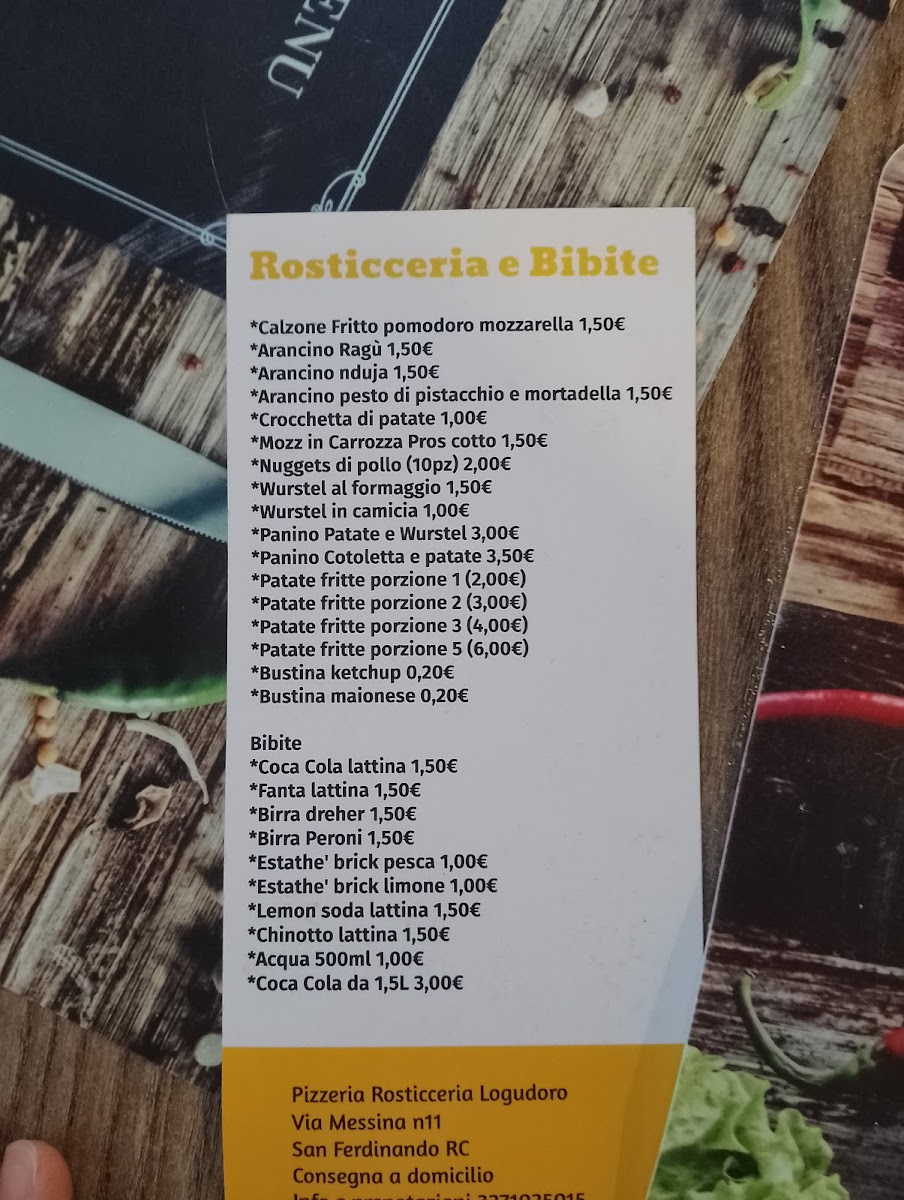 ENU
Rosticceria e Bibite
*Calzone Fritto pomodoro mozzarella 1,50€
*Arancino Ragù 1,50€
*Arancino nduja 1,50€
*Arancino pesto di pistacchio e mortadella 1,50€
*Crocchetta di patate 1,00€
*Mozz in Carrozza Pros cotto 1,50€
*Nuggets di pollo (10pz) 2,00€
*Wurstel al formaggio 1,50€
*Wurstel in camicia 1,00€
*Panino Patate e Wurstel 3,00€
*Panino Cotoletta e patate 3,50€
*Patate fritte porzione 1 (2,00€)
*Patate fritte porzione 2 (3,00€)
*Patate fritte porzione 3 (4,00€)
*Patate fritte porzione 5 (6,00€)
*Bustina ketchup 0,20€
*Bustina maionese 0,20€
Bibite
*Coca Cola lattina 1,50€
*Fanta lattina 1,50€
*Birra dreher 1,50€
*Birra Peroni 1,50€
*Estathe' brick pesca 1,00€
*Estathe' brick limone 1,00€
*Lemon soda lattina 1,50€
*Chinotto lattina 1,50€
*Acqua 500ml 1,00€
*Coca Cola da 1,5L 3,00€
Pizzeria Rosticceria Logudoro
Via Messina n11
San Ferdinando RC
Consegna a domicilio
Info e prenotazioni